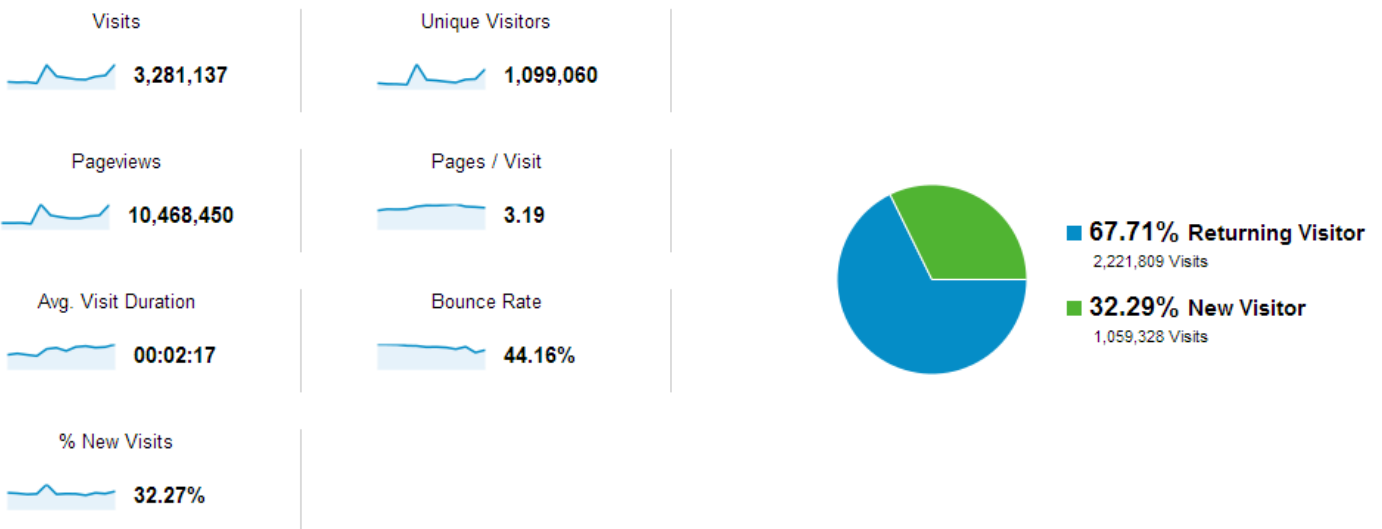 Visits
3,281,137
Unique Visitors
1,099,060
Pageviews
10,468,450
Pages / Visit
3.19
Avg. Visit Duration
00:02:17
Bounce Rate
44.16%
% New Visits
32.27%
67.71% Returning Visitor
2,221,809 Visits
32.29% New Visitor
1,059,328 Visits